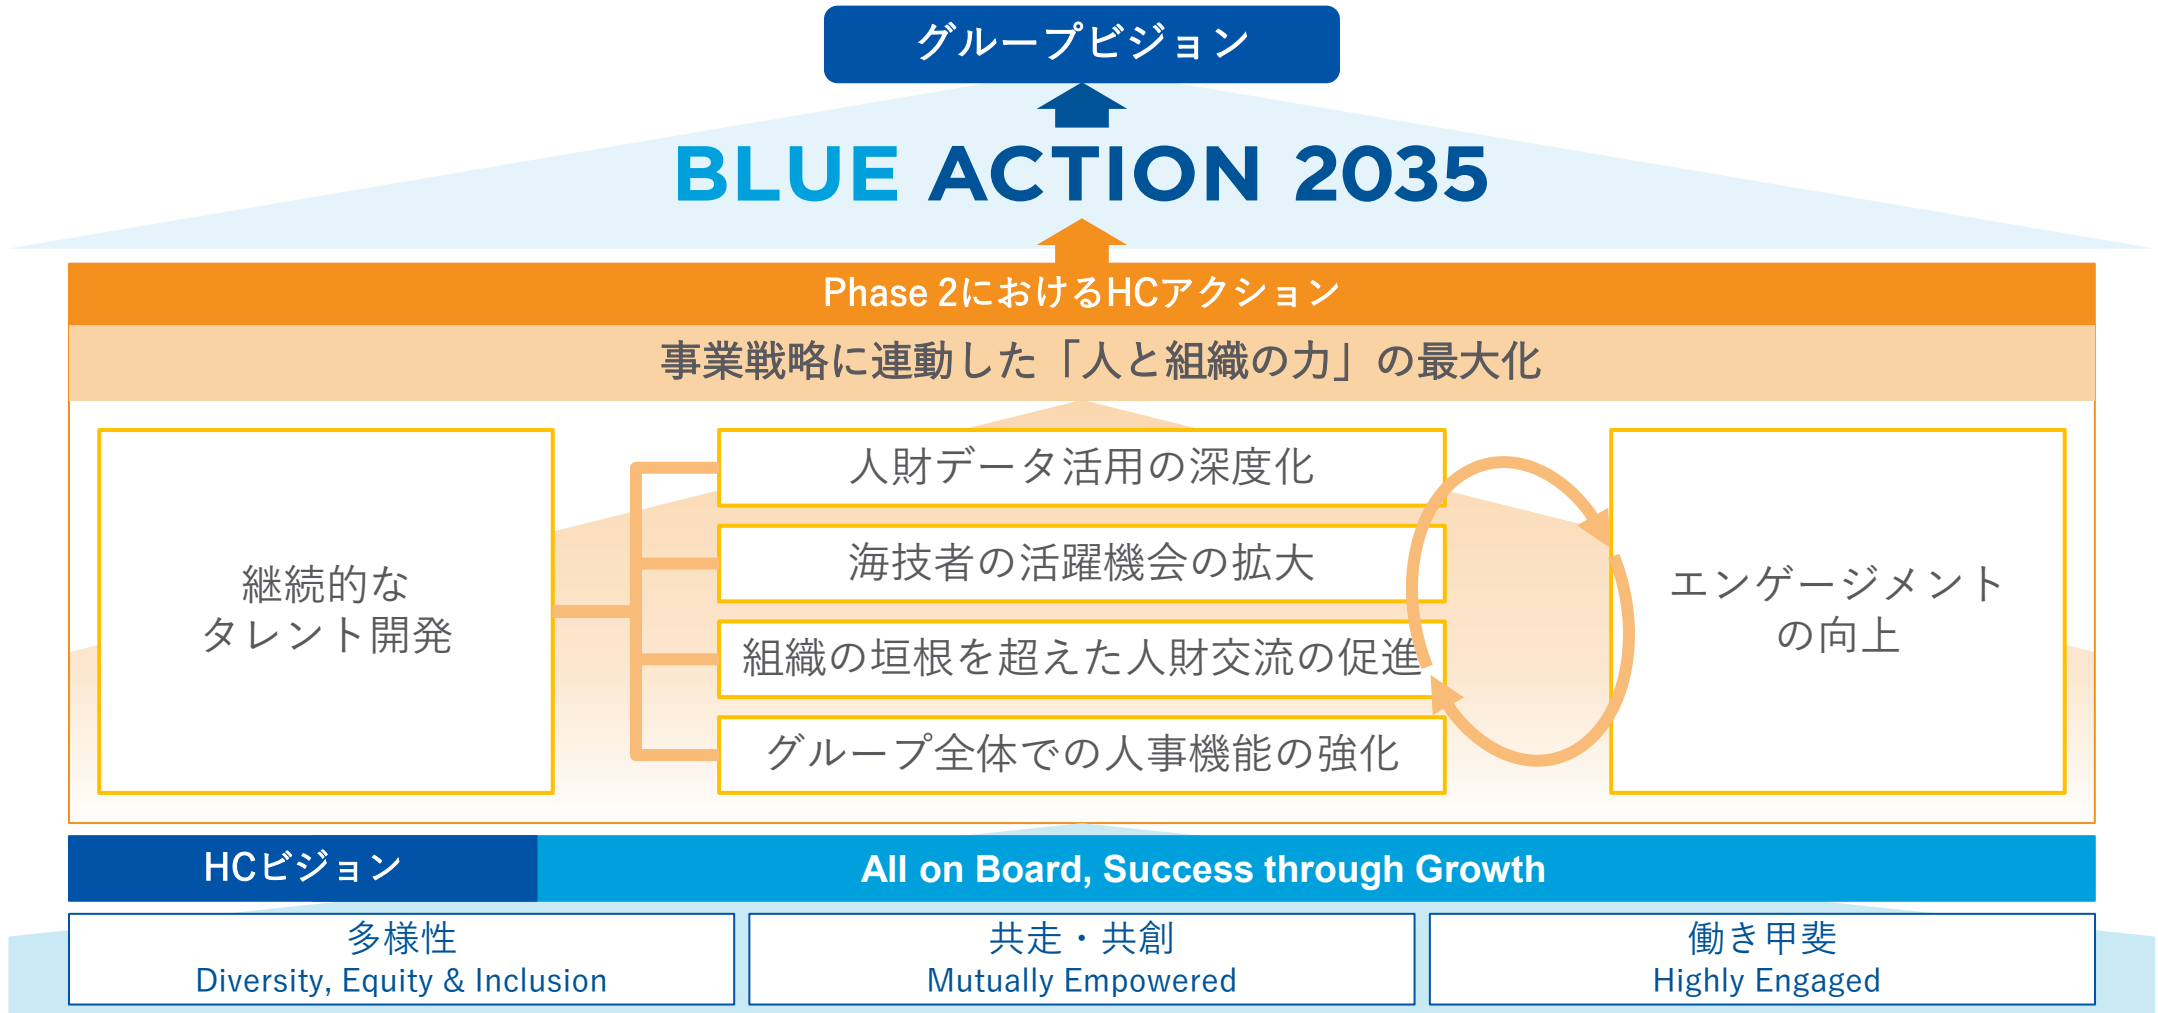 グループビジョン
BLUE ACTION 2035
Phase 2におけるHCアクション
事業戦略に連動した「人と組織の力」の最大化
継続的な
タレント開発
人財データ活用の深度化
海技者の活躍機会の拡大
組織の垣根を超えた人財交流の促進
グループ全体での人事機能の強化
エンゲージメント
の向上
HCビジョン
All on Board, Success through Growth
多様性
Diversity, Equity & Inclusion
共走・共創
Mutually Empowered
働き甲斐
Highly Engaged